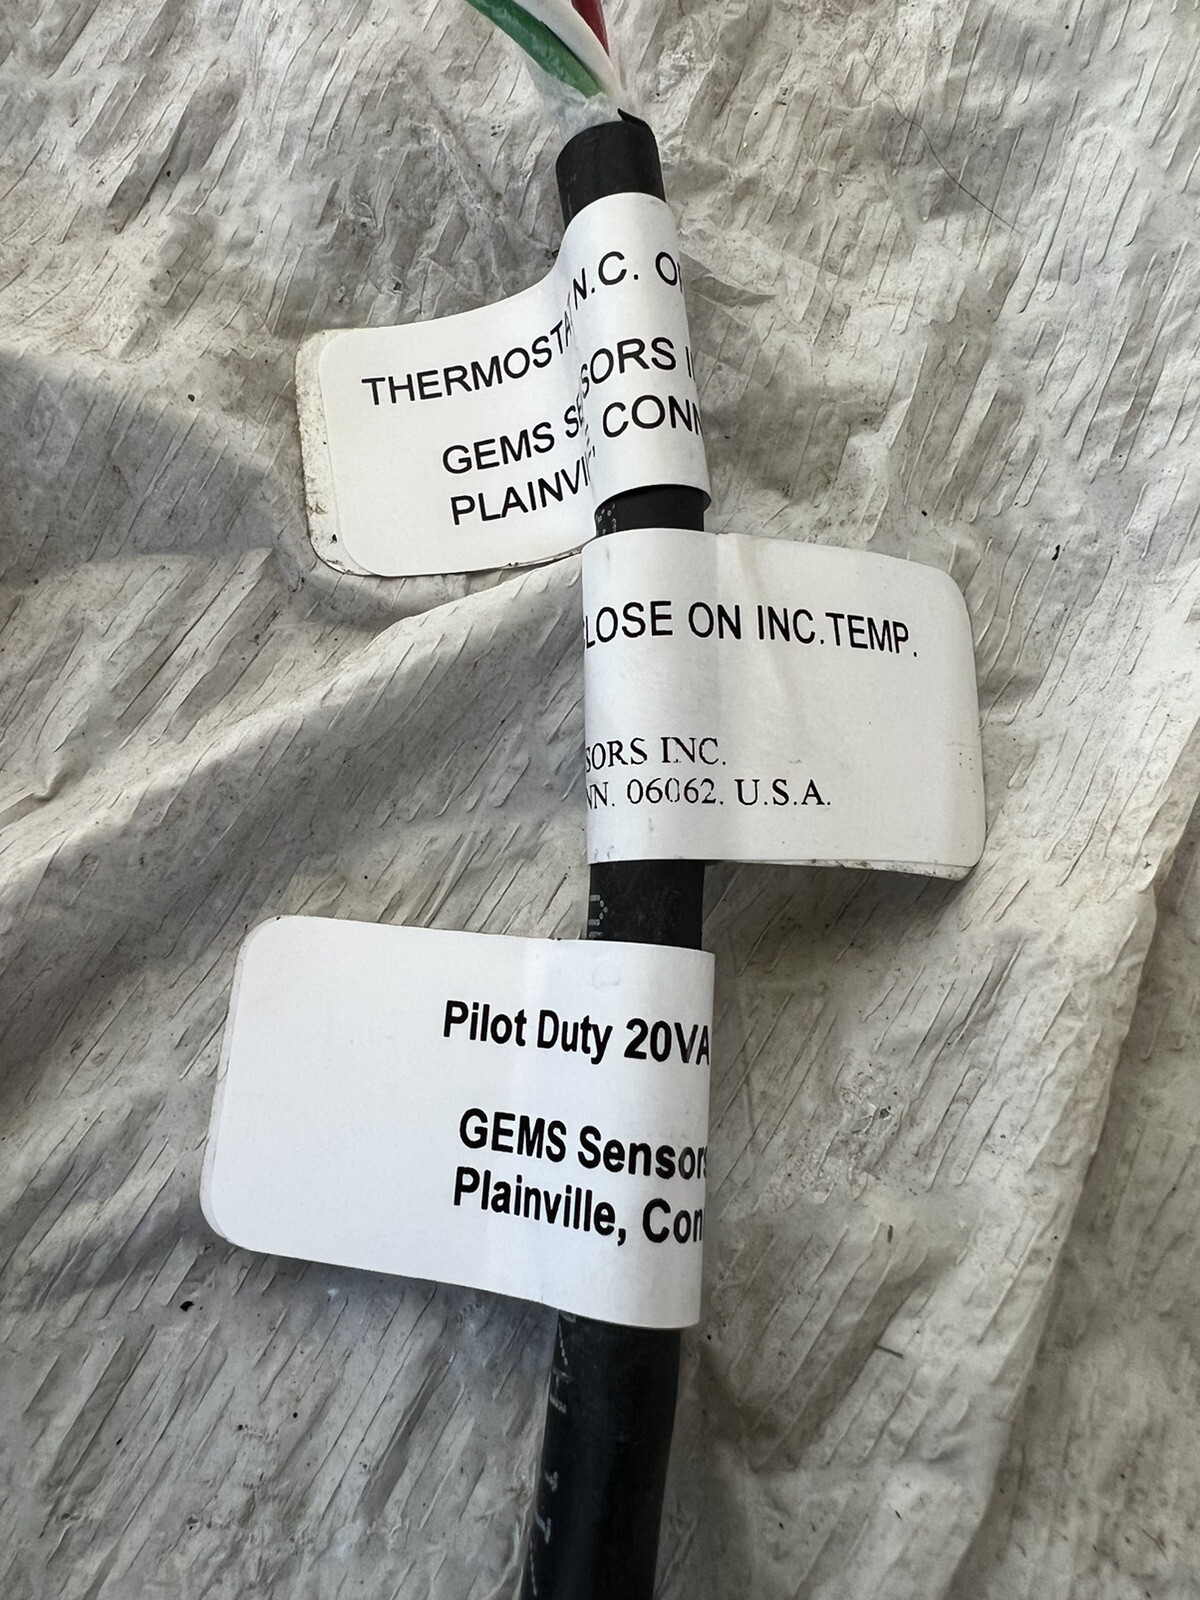 THERMOSTAT N.C. O
GEMS SENSORS I
PLAINVI , CONN
LOSE ON INC.TEMP.
SORS INC.
NN. 06062. U.S.A.
Pilot Duty 20VA
GEMS Sensors
Plainville, Con